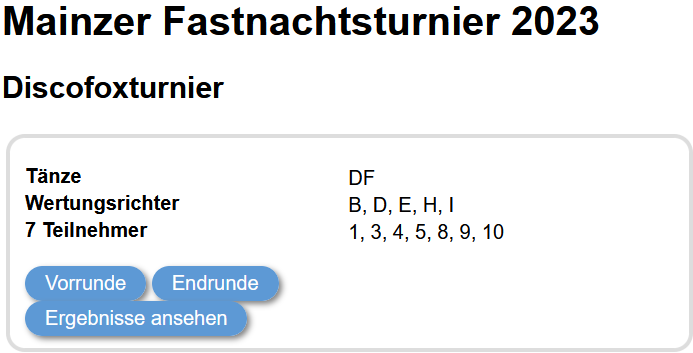 Mainzer Fastnachtsturnier 2023
Discofoxturnier
Tänze DF
Wertungsrichter B, D, E, H, I
7 Teilnehmer 1, 3, 4, 5, 8, 9, 10
Vorrunde Endrunde
Ergebnisse ansehen